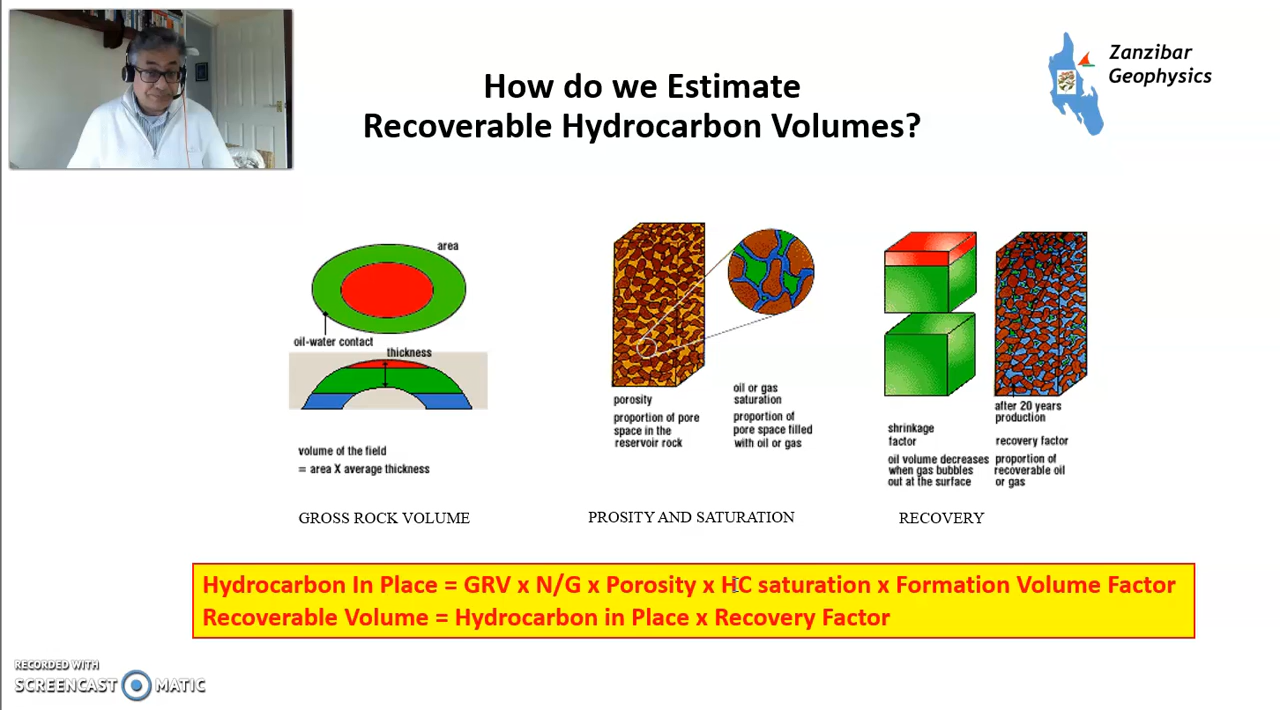 How do we Estimate
Recoverable Hydrocarbon Volumes?
Zanzibar
Geophysics
area
oil-water contact
thickness
volume of the field
= area X average thickness
GROSS ROCK VOLUME
porosity
proportion of pore
space in the
reservoir rock
oil or gas
saturation
proportion of
pore space filled
with oil or gas
PROSITY AND SATURATION
shrinkage
factor
oil volume decreases
when gas bubbles
out at the surface
after 20 years
production
recovery factor
proportion of
recoverable oil
or gas
RECOVERY
Hydrocarbon In Place = GRV x N/G x Porosity x HC saturation x Formation Volume Factor
Recoverable Volume = Hydrocarbon in Place x Recovery Factor
RECORDED WITH
SCREENCAST MATIC